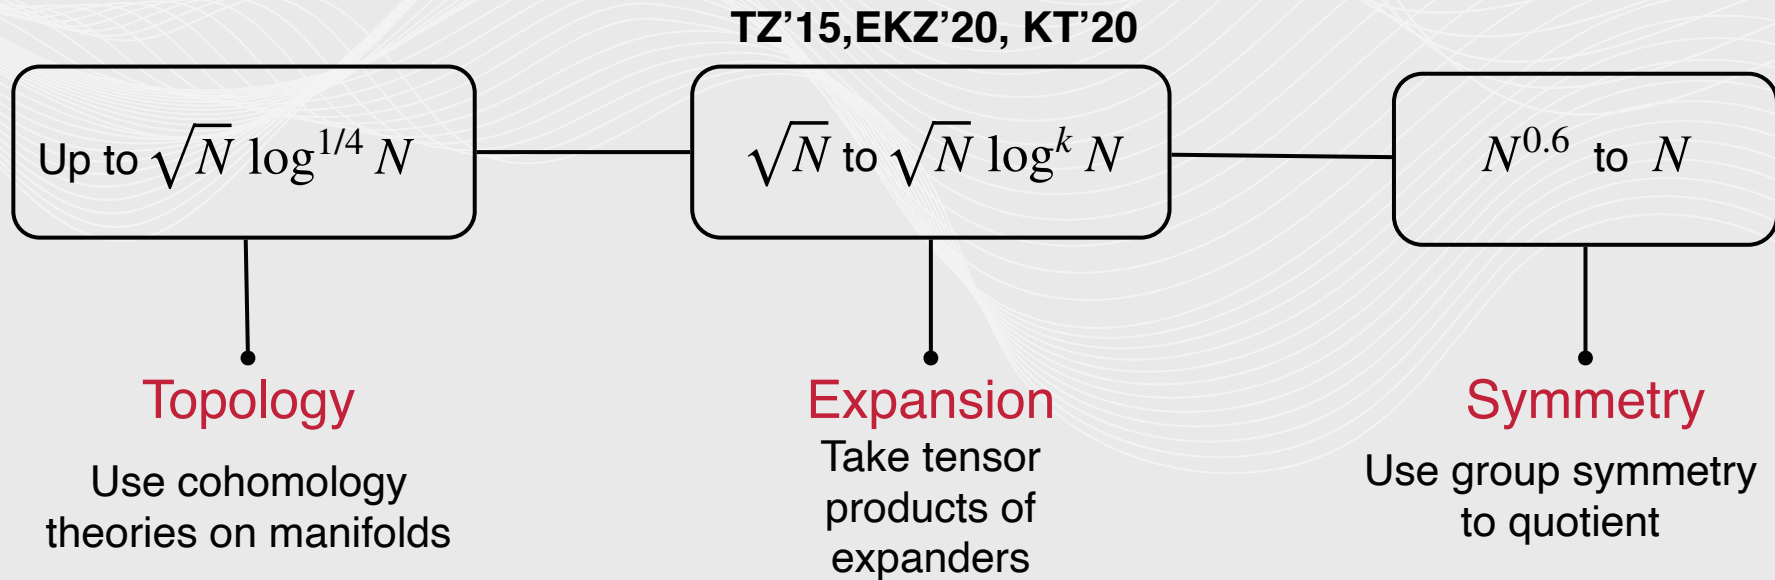 TZ’15,EKZ’20, KT’20
Up to √N log^{1/4} N
√N to √N log^k N
N^{0.6} to N
Topology
Use cohomology
theories on manifolds
Expansion
Take tensor
products of
expanders
Symmetry
Use group symmetry
to quotient